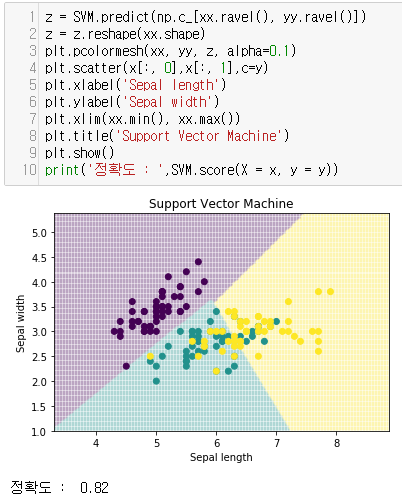 1 z = SVM.predict(np.c_[xx.ravel(), yy.ravel()])
2 z = z.reshape(xx.shape)
3 plt.pcolormesh(xx, yy, z, alpha=0.1)
4 plt.scatter(x[:, 0],x[:, 1],c=y)
5 plt.xlabel('Sepal length')
6 plt.ylabel('Sepal width')
7 plt.xlim(xx.min(), xx.max())
8 plt.title('Support Vector Machine')
9 plt.show()
10 print('정확도 : ',SVM.score(X = x, y = y))
Support Vector Machine
Sepal width
5.0
4.5
4.0
3.5
3.0
2.5
2.0
1.5
1.0
4 5 6 7 8
Sepal length
정확도 :  0.82